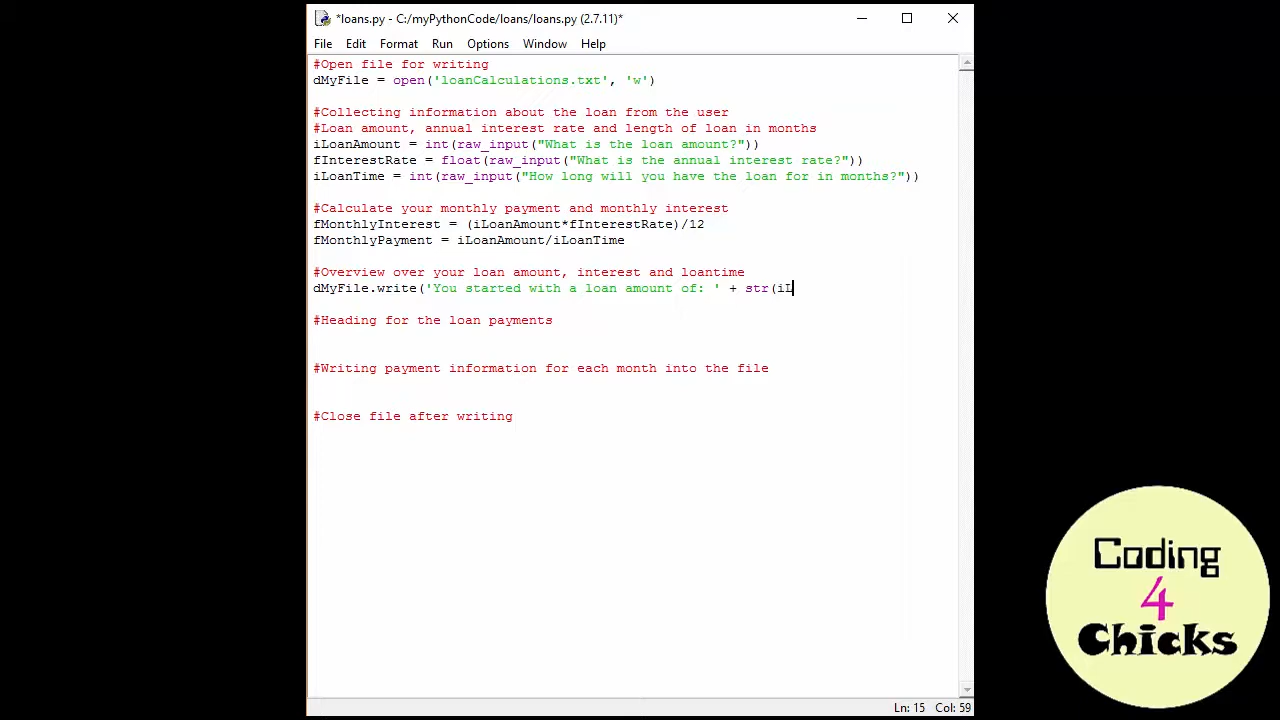 *loans.py - C:/myPythonCode/loans/loans.py (2.7.11)*
File Edit Format Run Options Window Help
#Open file for writing
dMyFile = open('loanCalculations.txt', 'w')
#Collecting information about the loan from the user
#Loan amount, annual interest rate and length of loan in months
iLoanAmount = int(raw_input("What is the loan amount?"))
fInterestRate = float(raw_input("What is the annual interest rate?"))
iLoanTime = int(raw_input("How long will you have the loan for in months?"))
#Calculate your monthly payment and monthly interest
fMonthlyInterest = (iLoanAmount*fInterestRate)/12
fMonthlyPayment = iLoanAmount/iLoanTime
#Overview over your loan amount, interest and loantime
dMyFile.write('You started with a loan amount of: ' + str(iL
#Heading for the loan payments
#Writing payment information for each month into the file
#Close file after writing
Ln: 15 Col: 59
Coding
4
Chicks